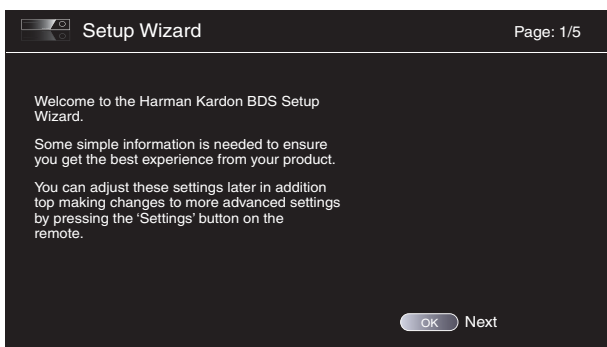 Setup Wizard
Page: 1/5
Welcome to the Harman Kardon BDS Setup
Wizard.
Some simple information is needed to ensure
you get the best experience from your product.
You can adjust these settings later in addition
top making changes to more advanced settings
by pressing the ‘Settings’ button on the
remote.
OK Next